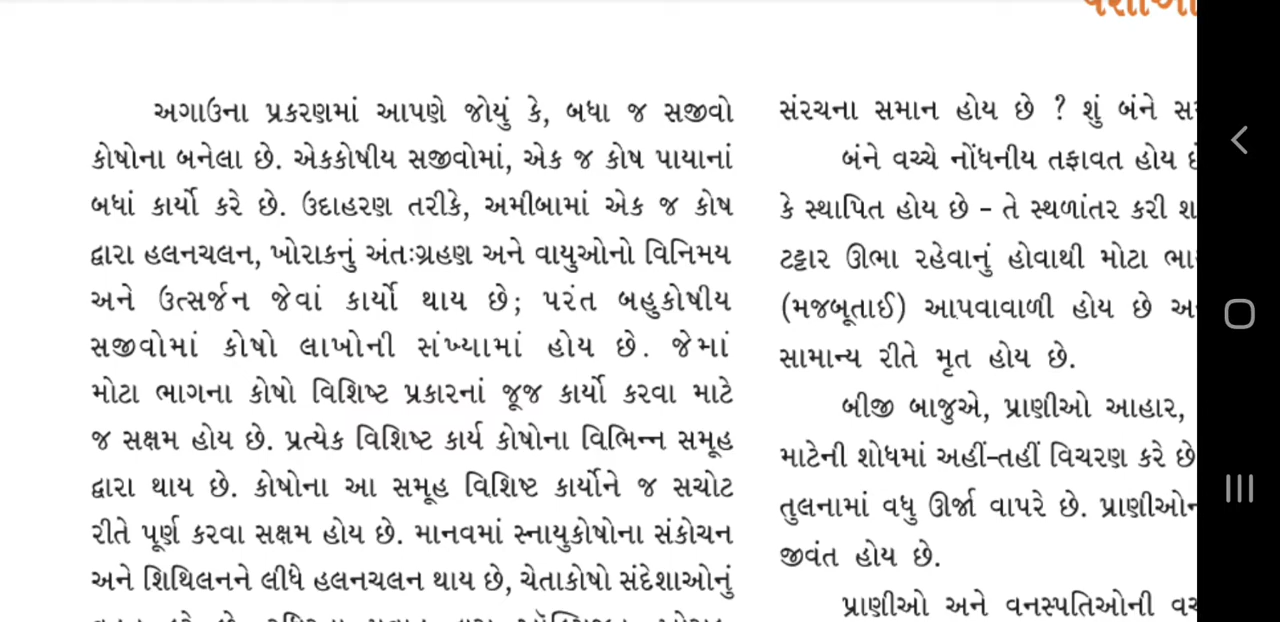 અગાઉના પ્રકરણમાં આપણે જોયું કે, બધા જ સજીવો
કોષોના બનેલા છે. એકકોષીય સજીવોમાં, એક જ કોષ પાયાનાં
બધાં કાર્યો કરે છે. ઉદાહરણ તરીકે, અમીબામાં એક જ કોષ
દ્વારા હલનચલન, ખોરાકનું અંતઃગ્રહણ અને વાયુઓનો વિનિમય
અને ઉત્સર્જન જેવાં કાર્યો થાય છે; પરંત બહુકોષીય
સજીવોમાં કોષો લાખોની સંખ્યામાં હોય છે. જેમાં
મોટા ભાગના કોષો વિશિષ્ટ પ્રકારનાં જૂજ કાર્યો કરવા માટે
જ સક્ષમ હોય છે. પ્રત્યેક વિશિષ્ટ કાર્ય કોષોના વિભિન્ન સમૂહ
દ્વારા થાય છે. કોષોના આ સમૂહ વિશિષ્ટ કાર્યોને જ સચોટ
રીતે પૂર્ણ કરવા સક્ષમ હોય છે. માનવમાં સ્નાયુકોષોના સંકોચન
અને શિથિલનને લીધે હલનચલન થાય છે, ચેતાકોષો સંદેશાઓનું
સંરચના સમાન હોય છે ? શું બંને
બંને વચ્ચે નોંધનીય તફાવત હોય
કે સ્થાપિત હોય છે – તે સ્થળાંતર કરી
ટટ્ટાર ઊભા રહેવાનું હોવાથી મોટા
(મજબૂતાઈ) આપવાવાળી હોય છે
સામાન્ય રીતે મૃત હોય છે.
બીજી બાજુએ, પ્રાણીઓ આહાર,
માટેની શોધમાં અહીં-તહીં વિચરણ કરે છે
તુલનામાં વધુ ઊર્જા વાપરે છે.
જીવંત હોય છે.
પ્રાણીઓ અને વનસ્પતિઓની